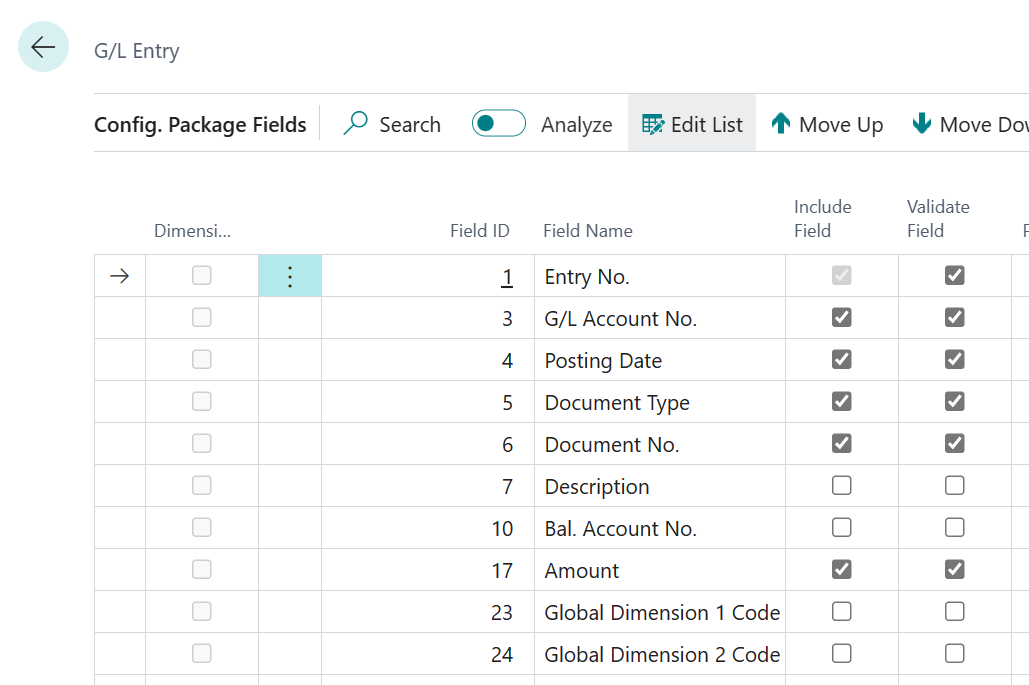 G/L Entry
Config. Package Fields Search Analyze Edit List Move Up Move Dov
Dimensi... Field ID Field Name Include Field Validate Field
1 Entry No.
3 G/L Account No.
4 Posting Date
5 Document Type
6 Document No.
7 Description
10 Bal. Account No.
17 Amount
23 Global Dimension 1 Code
24 Global Dimension 2 Code